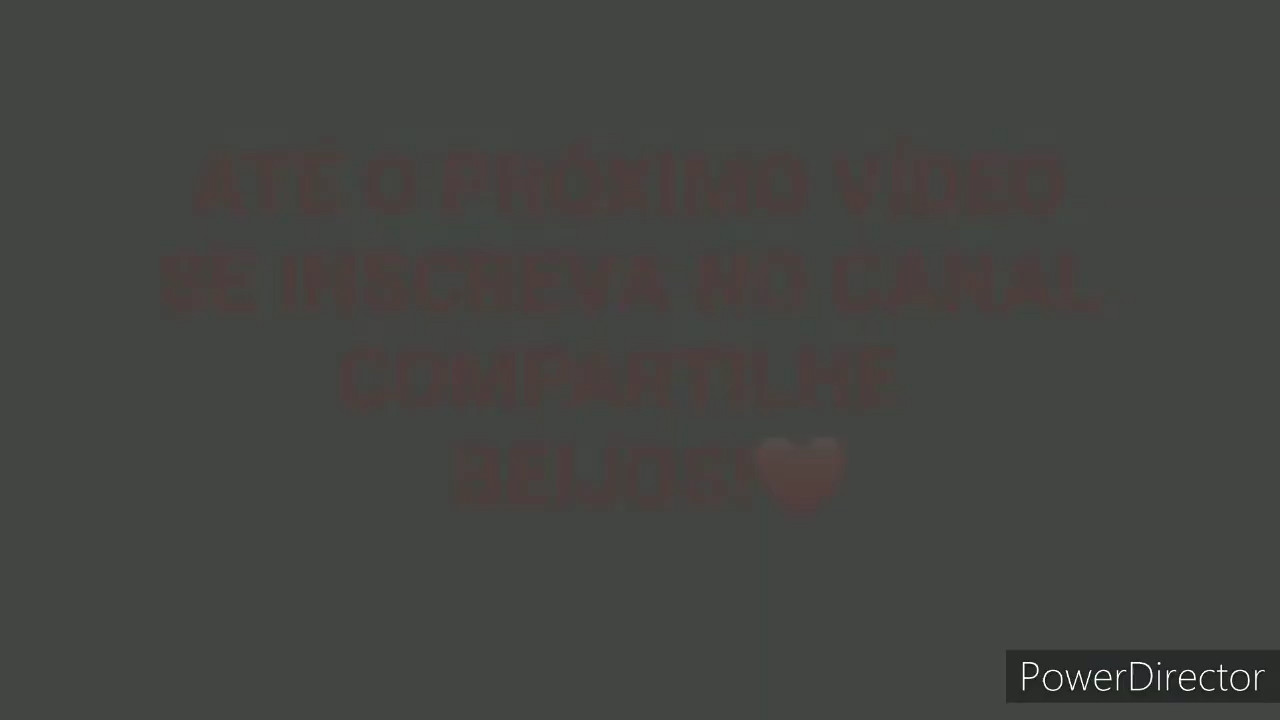 ATÉ O PRÓXIMO VÍDEO
SE INSCREVA NO CANAL
COMPARTILHE
BEIJOS!❤
PowerDirector